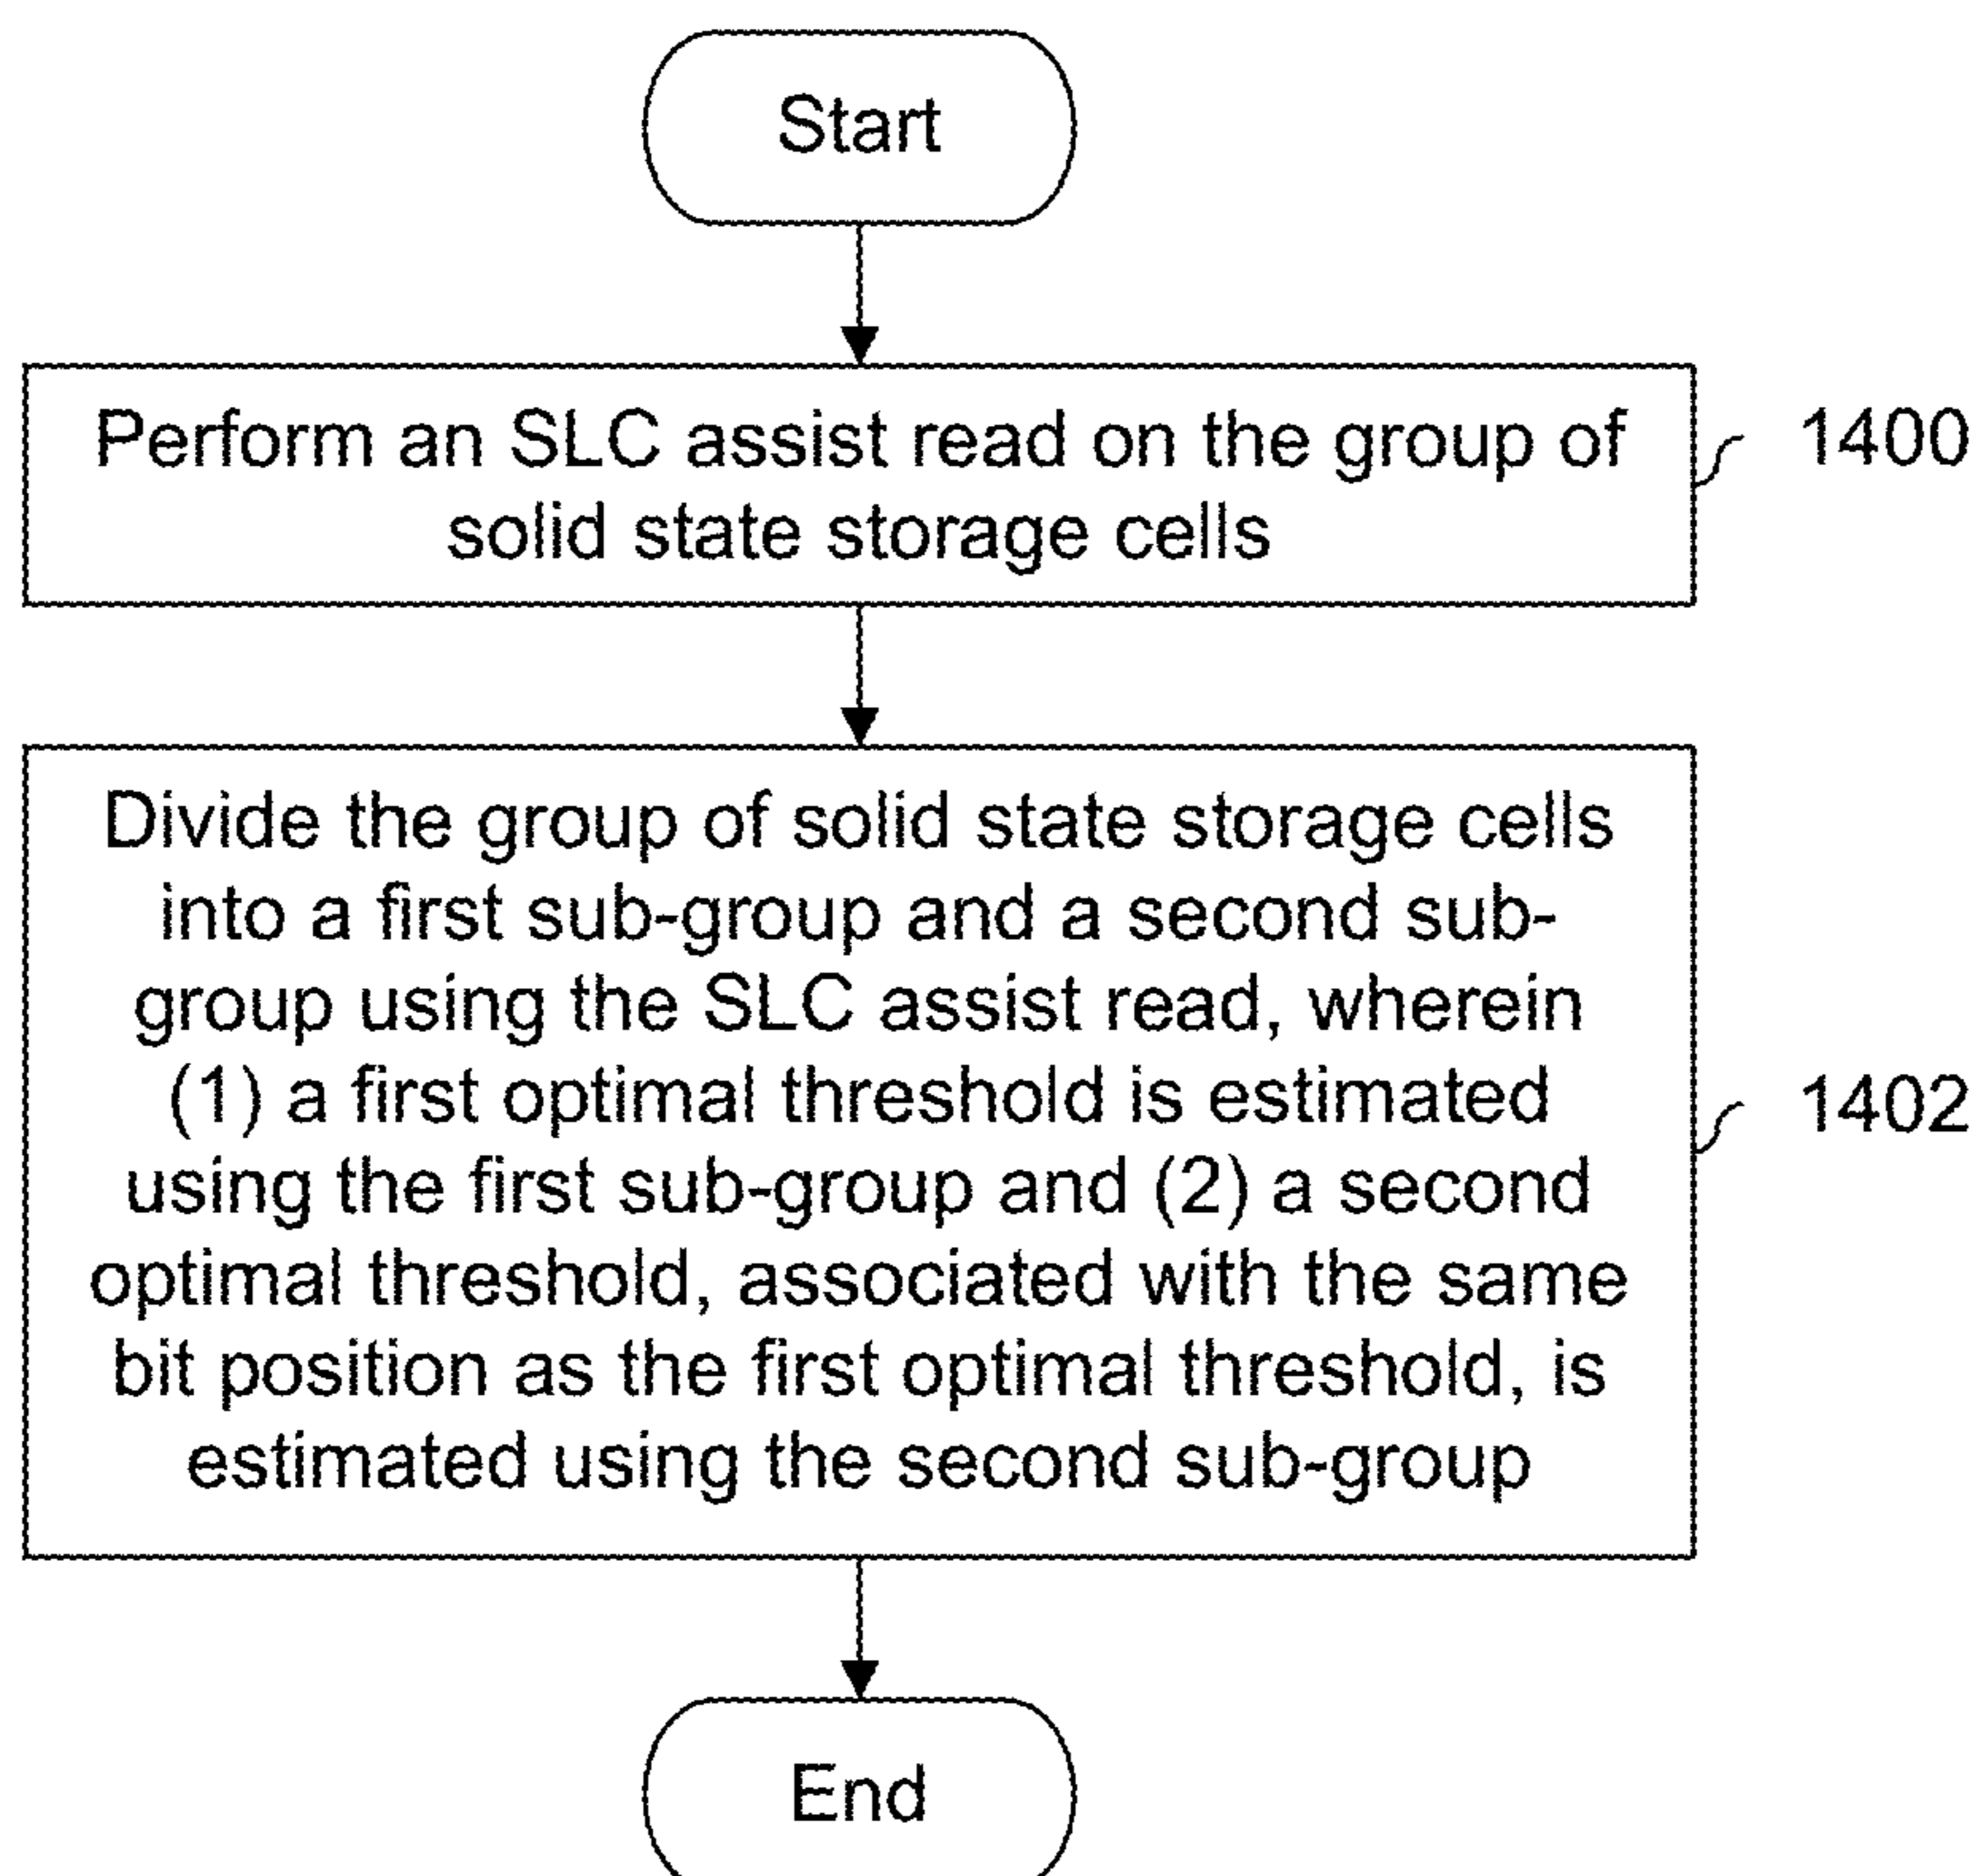 Start
Perform an SLC assist read on the group of
solid state storage cells
1400
Divide the group of solid state storage cells
into a first sub-group and a second sub-
group using the SLC assist read, wherein
(1) a first optimal threshold is estimated
using the first sub-group and (2) a second
optimal threshold, associated with the same
bit position as the first optimal threshold, is
estimated using the second sub-group
1402
End